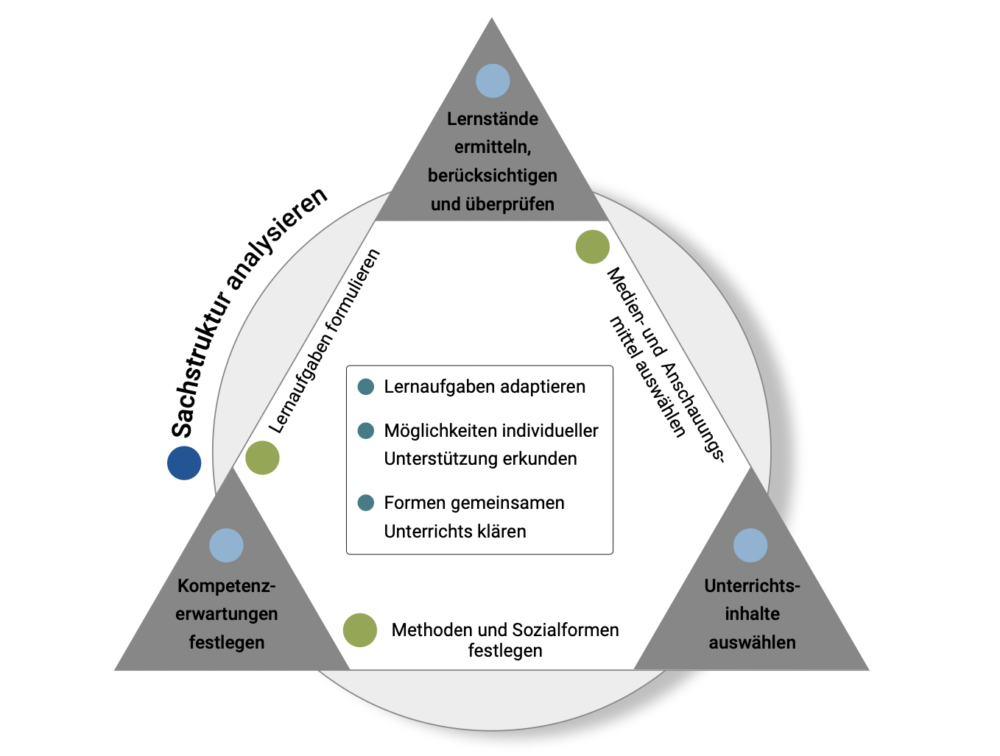 Lernstände
ermitteln,
berücksichtigen
und überprüfen
Sachstruktur analysieren
Lernaufgaben formulieren
Medien- und Anschauungs-
mittel auswählen
Lernaufgaben adaptieren
Möglichkeiten individueller
Unterstützung erkunden
Formen gemeinsamen
Unterrichts klären
Kompetenz-
erwartungen
festlegen
Methoden und Sozialformen
festlegen
Unterrichts-
inhalte
auswählen